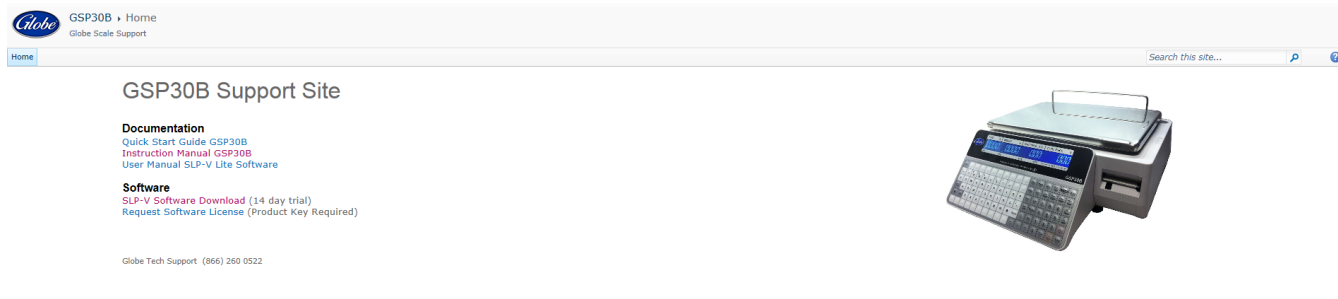 Globe
GSP30B ▸ Home
Globe Scale Support
Home
Search this site...
GSP30B Support Site
Documentation
Quick Start Guide GSP30B
Instruction Manual GSP30B
User Manual SLP-V Lite Software
Software
SLP-V Software Download (14 day trial)
Request Software License (Product Key Required)
GSP30B
Globe Tech Support (866) 260 0522